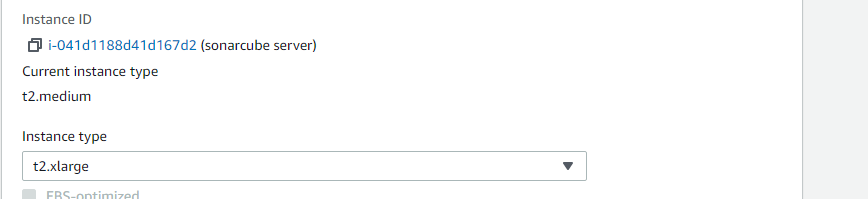 Instance ID
i-041d1188d41d167d2 (sonarcube server)
Current instance type
t2.medium
Instance type
t2.xlarge
EBS-optimized